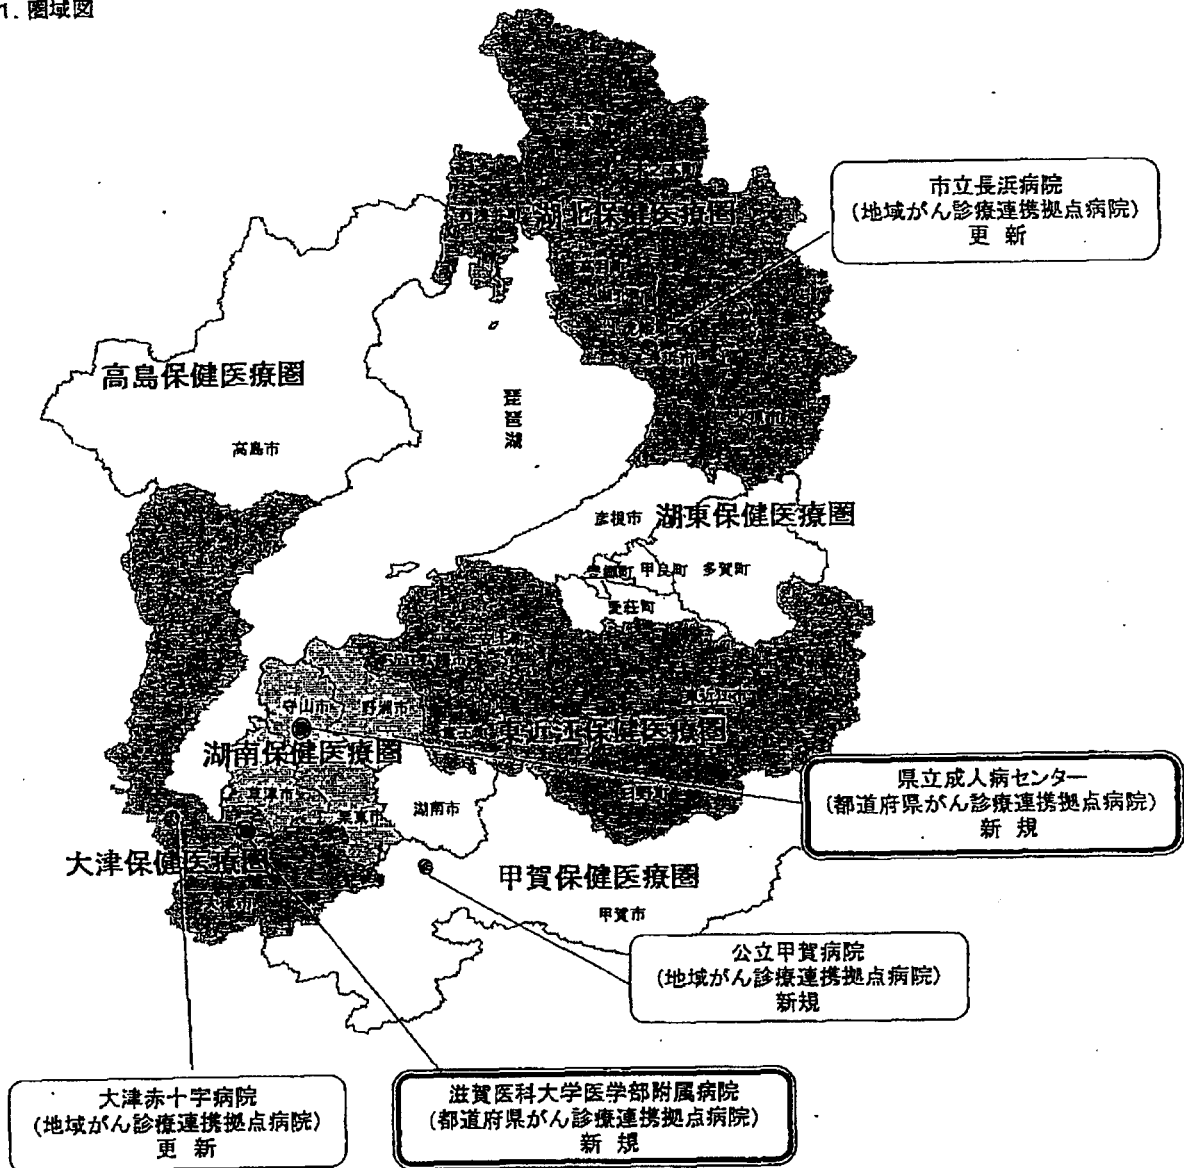 1. 圏域図
市立長浜病院
(地域がん診療連携拠点病院)
更 新
湖北保健医療圏
高島保健医療圏
高島市
琵琶湖
彦根市
湖東保健医療圏
甲良町
多賀町
愛荘町
守山市
野洲市
東近江保健医療圏
湖南保健医療圏
草津市
栗東市
湖南市
県立成人病センター
(都道府県がん診療連携拠点病院)
新 規
大津保健医療圏
甲賀保健医療圏
甲賀市
公立甲賀病院
(地域がん診療連携拠点病院)
新規
大津赤十字病院
(地域がん診療連携拠点病院)
更 新
滋賀医科大学医学部附属病院
(都道府県がん診療連携拠点病院)
新 規